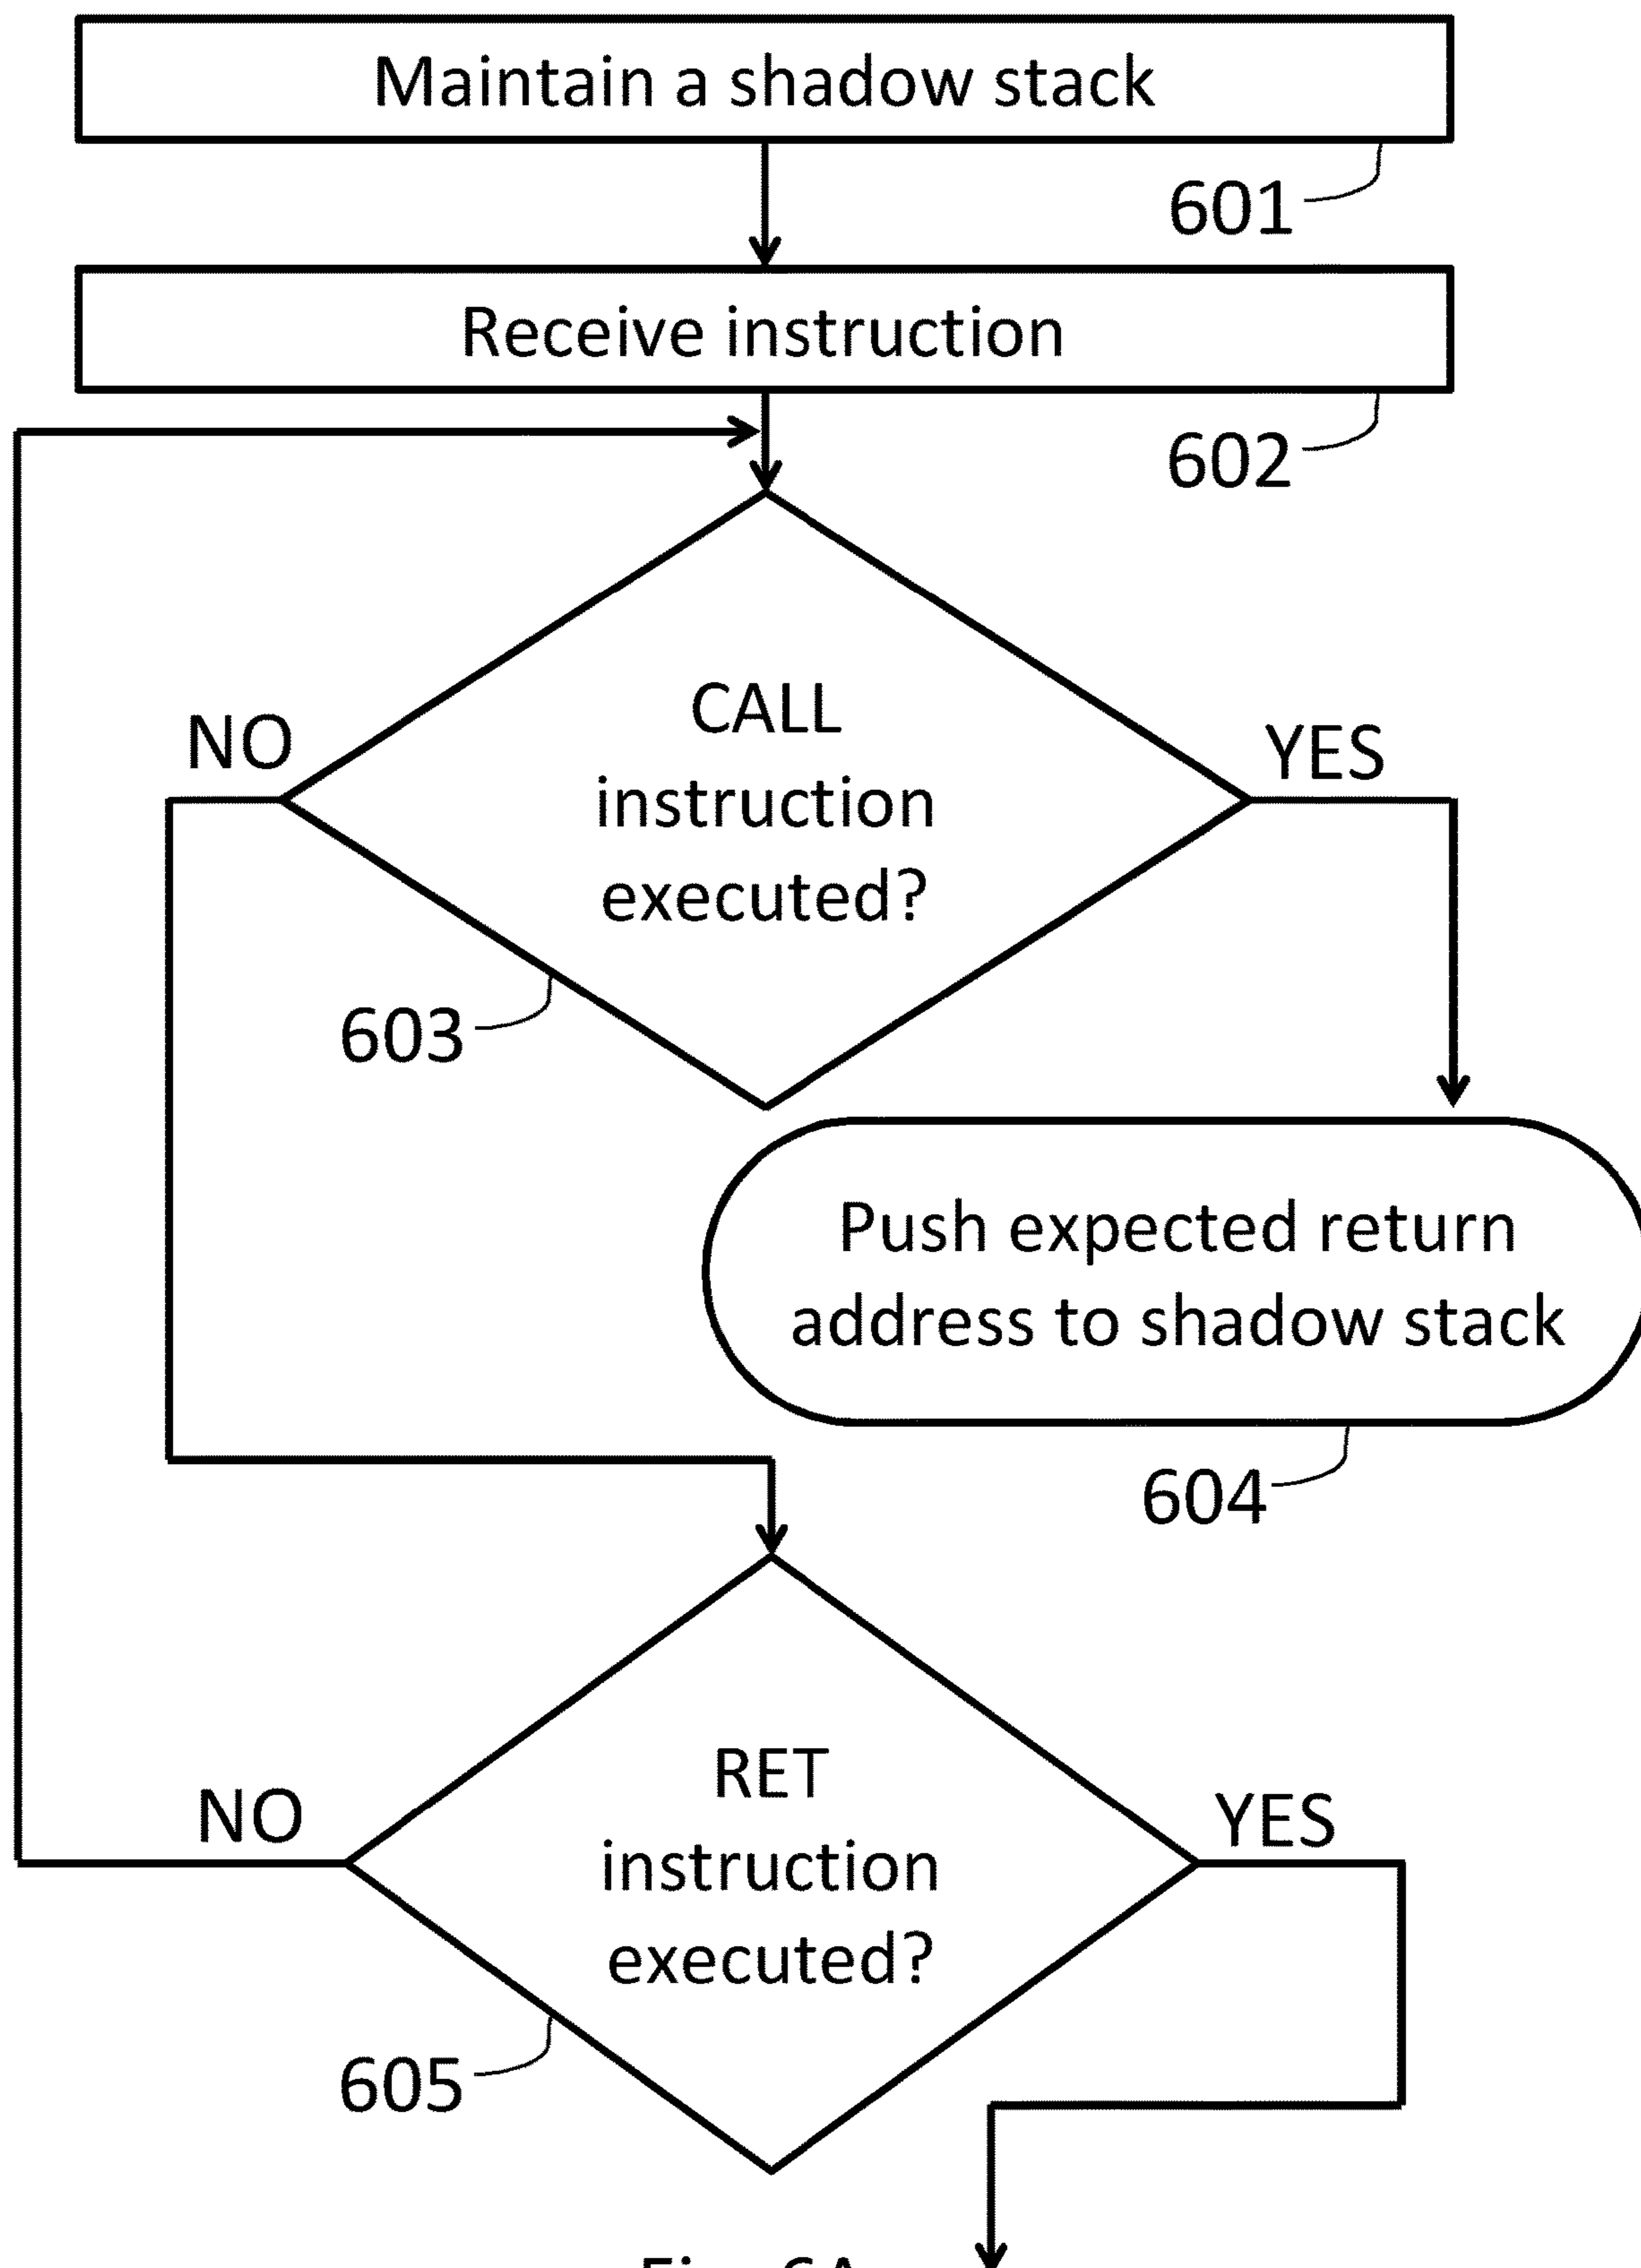 Maintain a shadow stack
601
Receive instruction
602
CALL
instruction
executed?
NO
YES
603
Push expected return
address to shadow stack
604
RET
instruction
executed?
NO
YES
605